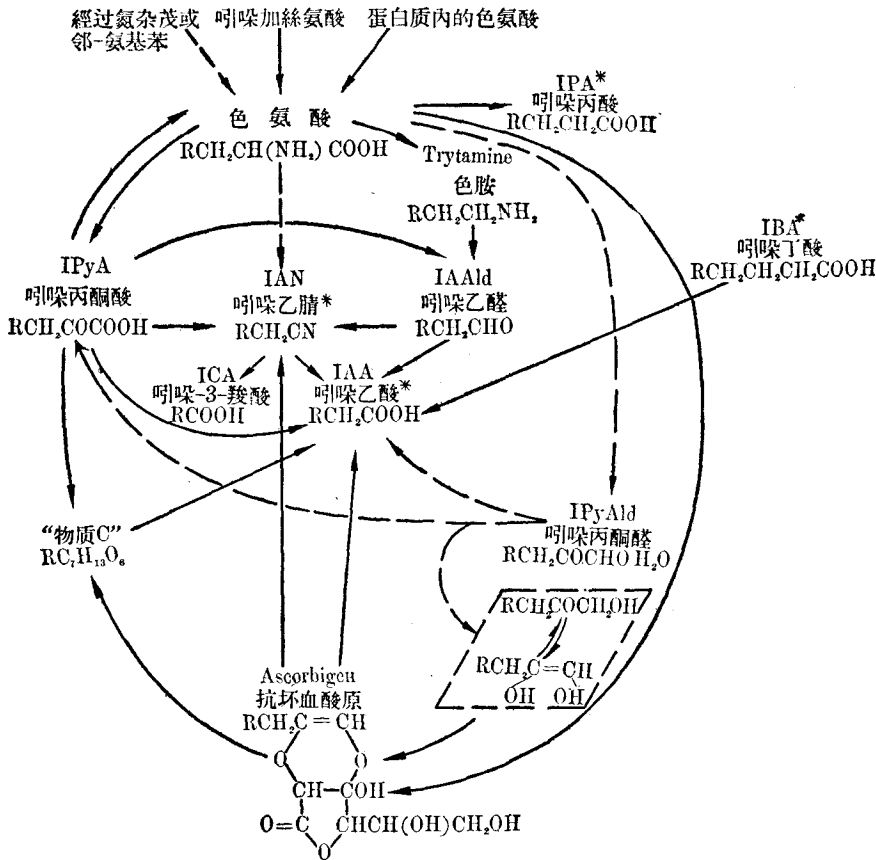 經过氮杂茂或
邻-氨基苯
吲哚加絲氨酸
蛋白质内的色氨酸
色氨酸
RCH₂CH(NH₂)COOH
IPA*
吲哚丙酸
RCH₂CH₂COOH
Trytamine
色胺
RCH₂CH₂NH₂
IBA*
吲哚丁酸
RCH₂CH₂CH₂COOH
IPyA
吲哚丙酮酸
RCH₂COCOOH
IAN
吲哚乙腈*
RCH₂CN
IAAld
吲哚乙醛
RCH₂CHO
ICA
吲哚-3-羧酸
RCOOH
IAA
吲哚乙酸*
RCH₂COOH
“物质C”
RC₇H₁₃O₆
IPyAld
吲哚丙酮醛
RCH₂COCHO H₂O
RCH₂COCH₂OH
RCH₂C=CH
OH OH
Ascorbigen
抗坏血酸原
RCH₂C=CH
O O
CH-COH
O=C CHCH(OH)CH₂OH
O